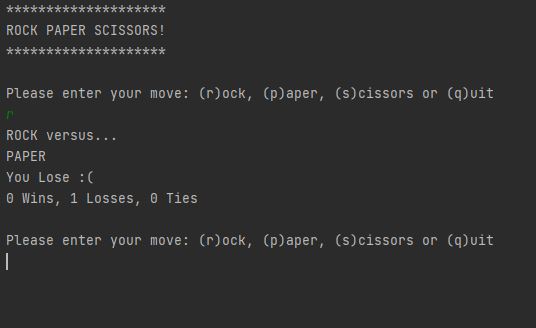 ********************
ROCK PAPER SCISSORS!
********************
Please enter your move: (r)ock, (p)aper, (s)cissors or (q)uit
r
ROCK versus...
PAPER
You Lose :(
0 Wins, 1 Losses, 0 Ties
Please enter your move: (r)ock, (p)aper, (s)cissors or (q)uit